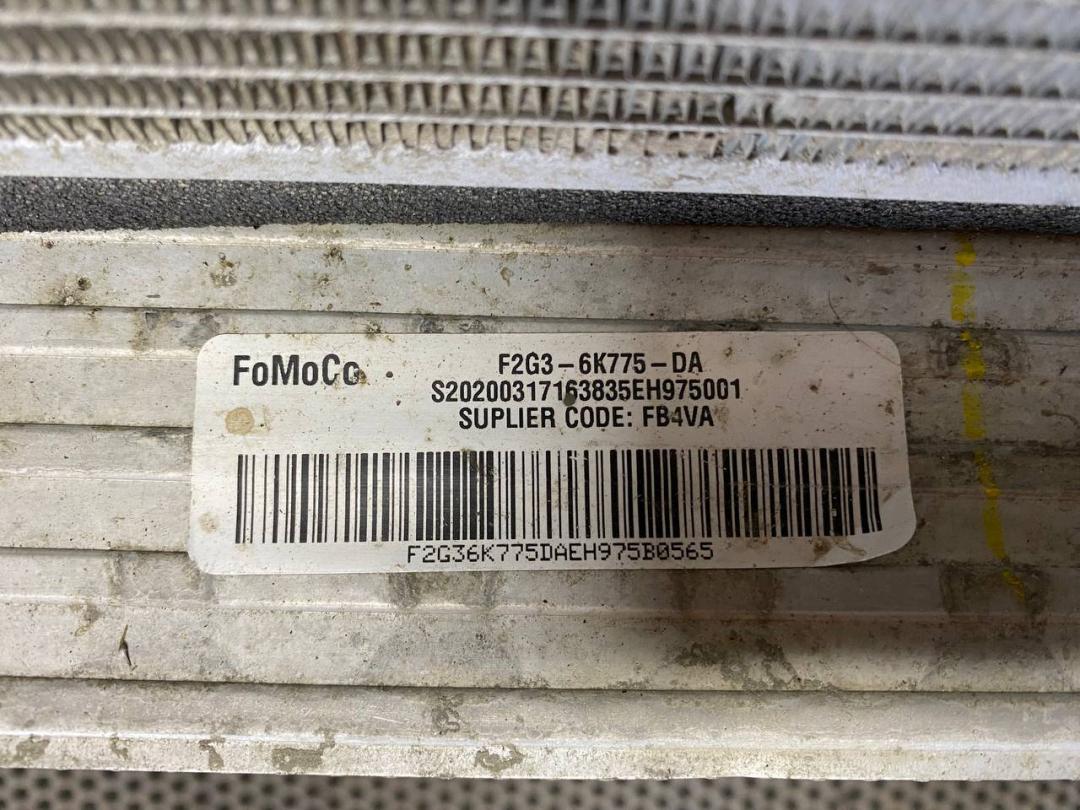 FoMoCo
F2G3-6K775-DA
S20200317163835EH975001
SUPLIER CODE: FB4VA
F2G36K775DAEH975B0565